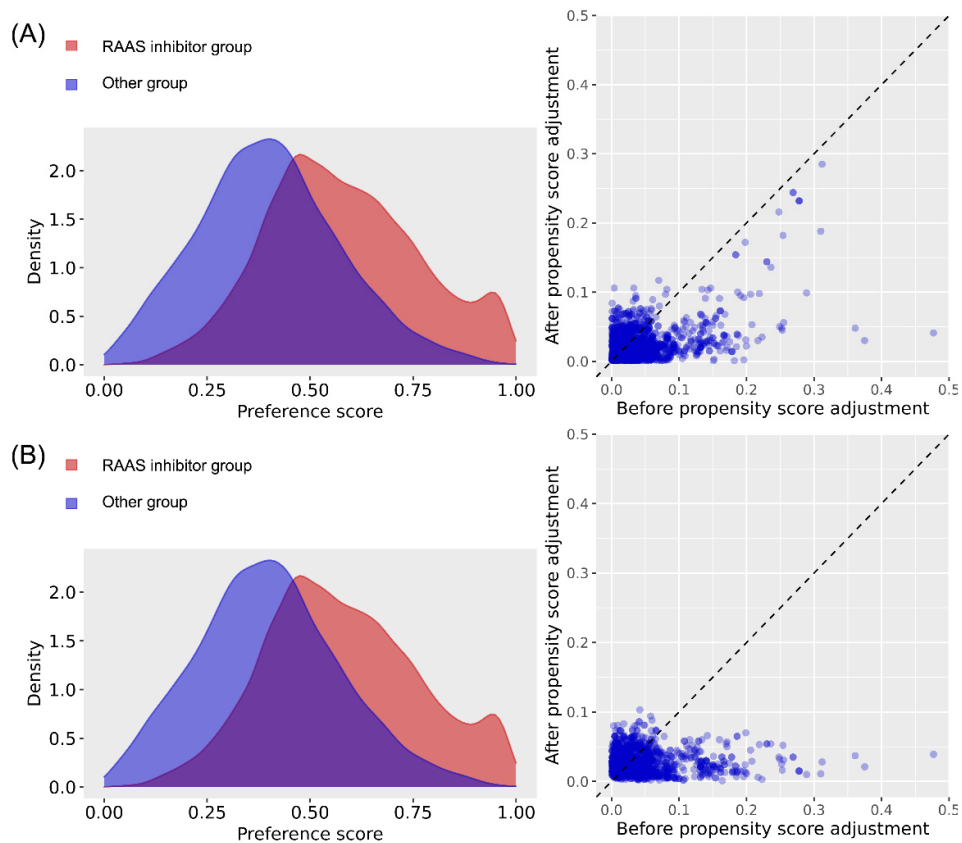 (A)
RAAS inhibitor group
Other group
2.0
1.5
1.0
0.5
0.0
Density
0.00 0.25 0.50 0.75 1.00
Preference score
0.5
0.4
0.3
0.2
0.1
0.0
After propensity score adjustment
0.0 0.1 0.2 0.3 0.4 0.5
Before propensity score adjustment
(B)
RAAS inhibitor group
Other group
2.0
1.5
1.0
0.5
0.0
Density
0.00 0.25 0.50 0.75 1.00
Preference score
0.5
0.4
0.3
0.2
0.1
0.0
After propensity score adjustment
0.0 0.1 0.2 0.3 0.4 0.5
Before propensity score adjustment